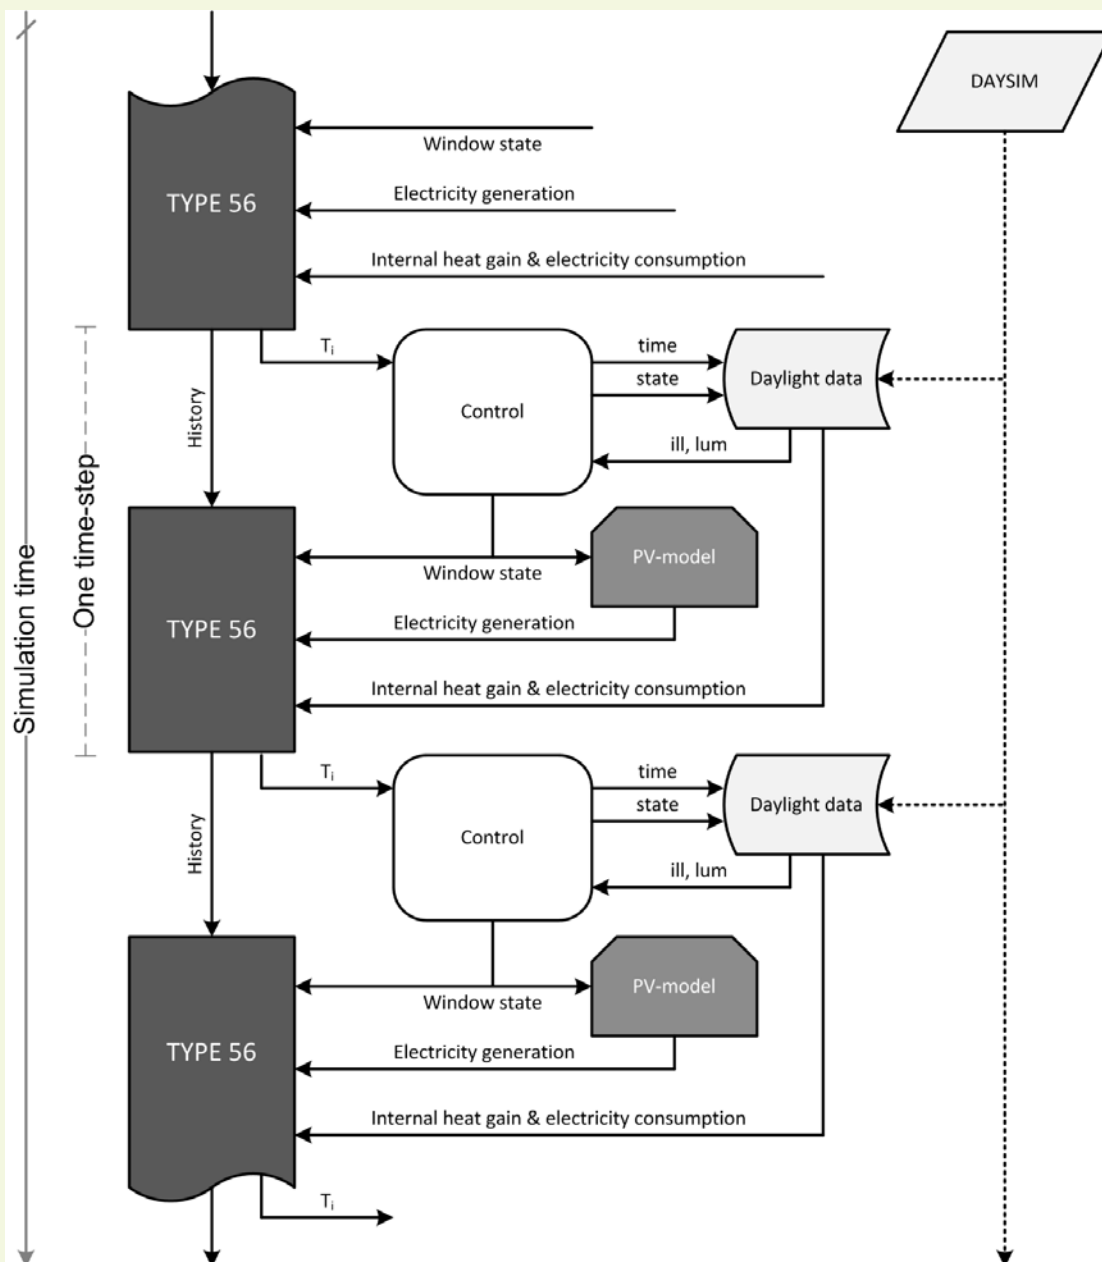 DAYSIM
Window state
TYPE 56
Electricity generation
Internal heat gain & electricity consumption
Ti
time
state
Daylight data
Control
History
ill, lum
One time-step
Simulation time
PV-model
Window state
TYPE 56
Electricity generation
Internal heat gain & electricity consumption
Ti
time
state
Daylight data
Control
History
ill, lum
PV-model
Window state
TYPE 56
Electricity generation
Internal heat gain & electricity consumption
Ti